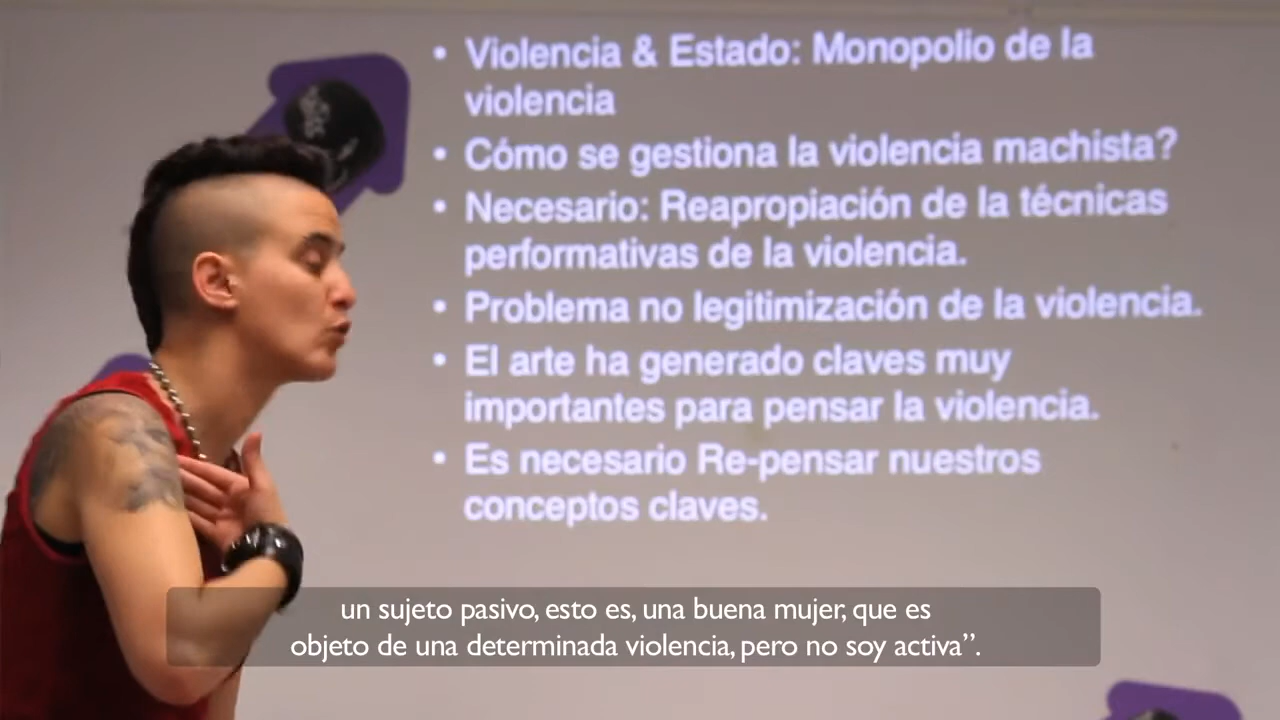 • Violencia & Estado: Monopolio de la
violencia
• Cómo se gestiona la violencia machista?
• Necesario: Reapropiación de la técnicas
performativas de la violencia.
• Problema no legitimización de la violencia.
• El arte ha generado claves muy
importantes para pensar la violencia.
• Es necesario Re-pensar nuestros
conceptos claves.
un sujeto pasivo, esto es, una buena mujer, que es
objeto de una determinada violencia, pero no soy activa”.